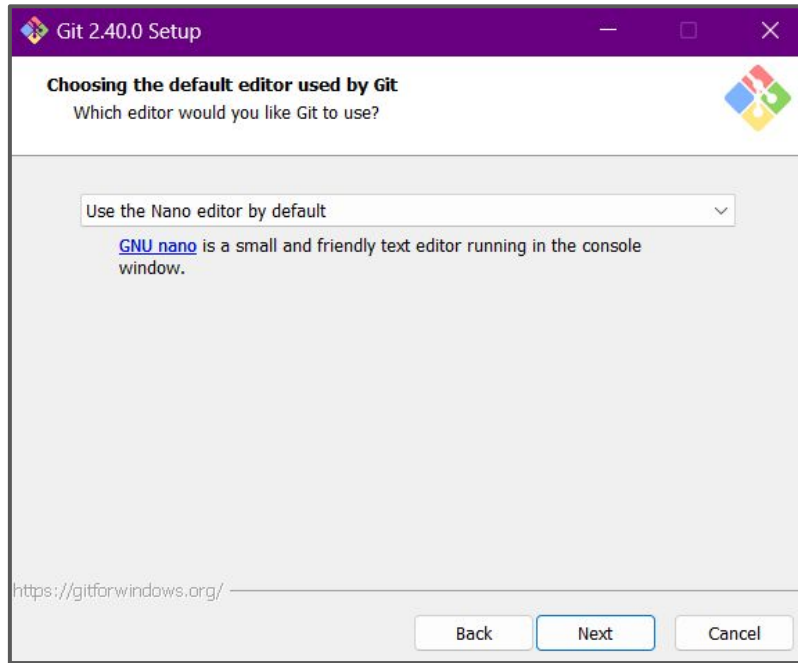 Git 2.40.0 Setup
Choosing the default editor used by Git
Which editor would you like Git to use?
Use the Nano editor by default
GNU nano is a small and friendly text editor running in the console
window.
https://gitforwindows.org/
Back Next Cancel